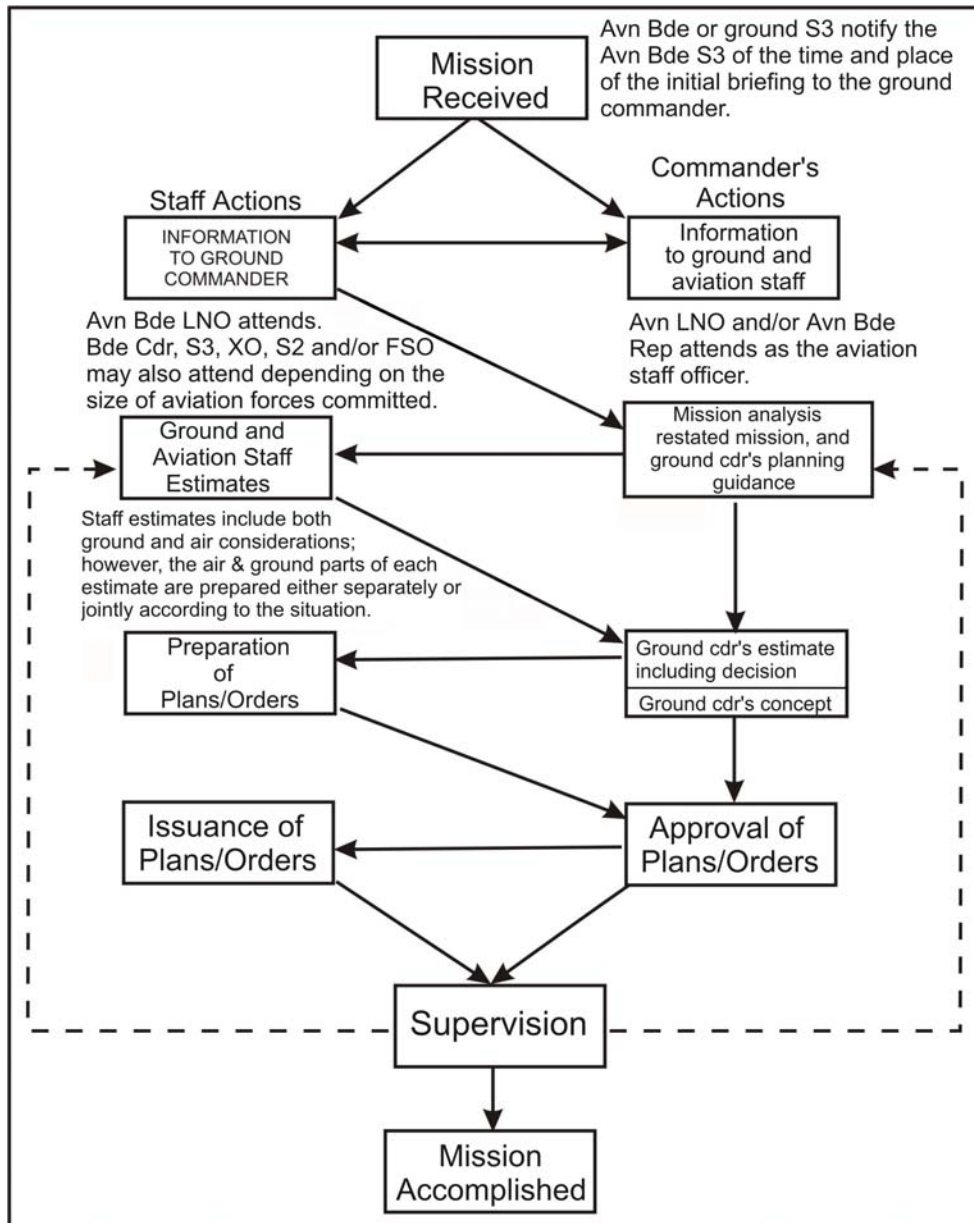 Avn Bde or ground S3 notify the
Avn Bde S3 of the time and place
of the initial briefing to the ground
commander.
Mission
Received
Staff Actions
Commander's
Actions
INFORMATION
TO GROUND
COMMANDER
Information
to ground and
aviation staff
Avn Bde LNO attends.
Bde Cdr, S3, XO, S2 and/or FSO
may also attend depending on the
size of aviation forces committed.
Avn LNO and/or Avn Bde
Rep attends as the aviation
staff officer.
Ground and
Aviation Staff
Estimates
Mission analysis
restated mission, and
ground cdr's planning
guidance
Staff estimates include both
ground and air considerations;
however, the air & ground parts of each
estimate are prepared either separately or
jointly according to the situation.
Preparation
of
Plans/Orders
Ground cdr's estimate
including decision
Ground cdr's concept
Issuance of
Plans/Orders
Approval of
Plans/Orders
Supervision
Mission
Accomplished